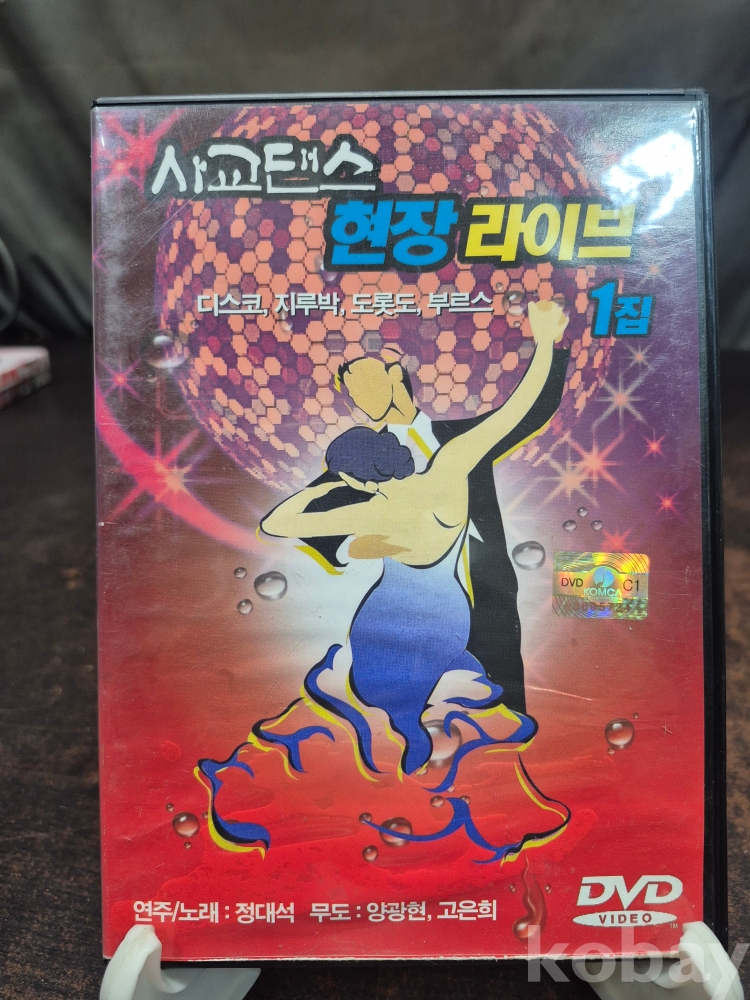 사교댄스
현장 라이브
디스코, 지루박, 도롯도, 부르스
1집
DVD
C1
KOMCA
연주/노래 : 정대석 무도 : 양광현, 고은희
DVD
VIDEO
TM
kobay